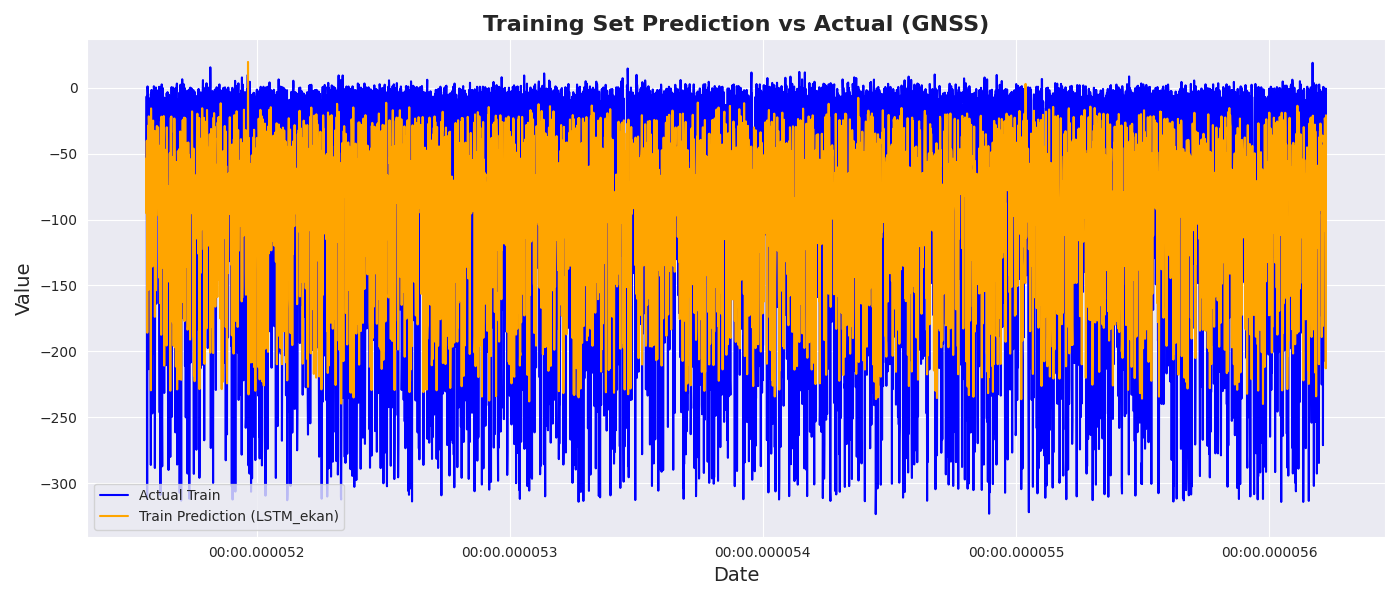 Training Set Prediction vs Actual (GNSS)
Value
0
−50
−100
−150
−200
−250
−300
Actual Train
Train Prediction (LSTM_ekan)
00:00.000052 00:00.000053 00:00.000054 00:00.000055 00:00.000056
Date